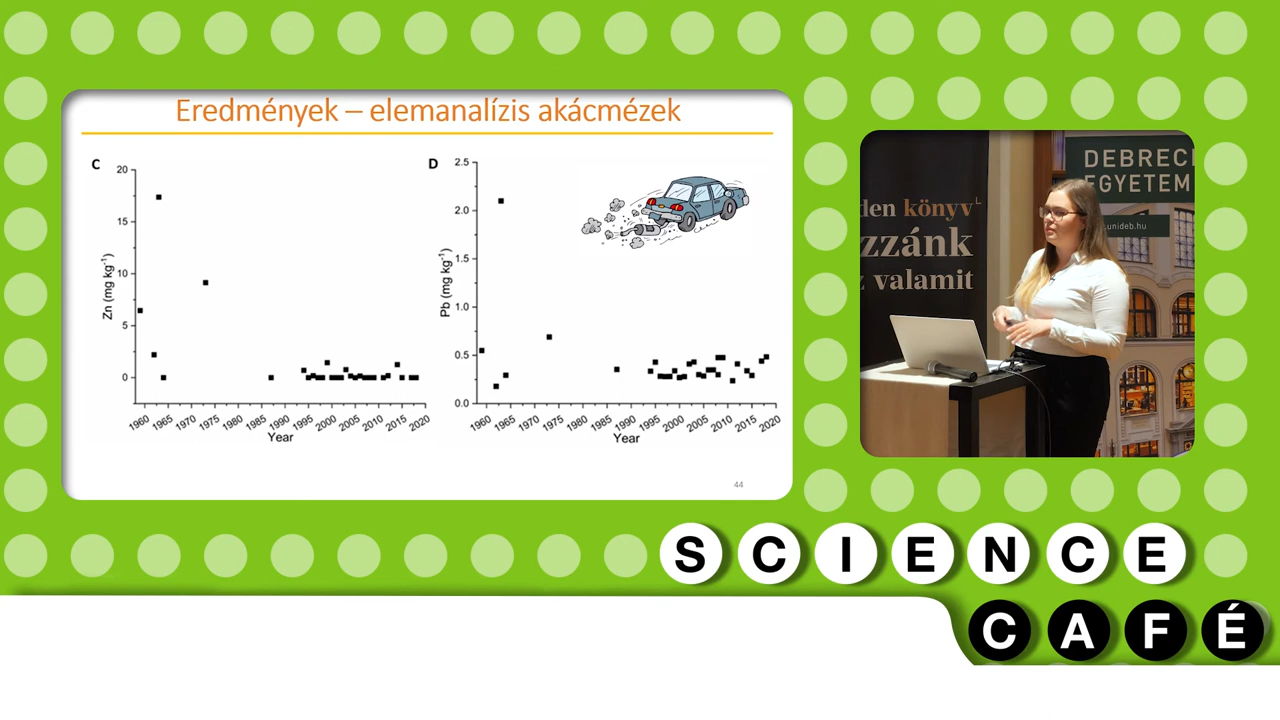 Eredmények – elemanalízis akácmézek
C
20
15
10
5
0
Zn (mg kg⁻¹)
1960 1965 1970 1975 1980 1985 1990 1995 2000 2005 2010 2015 2020
Year
D
2.5
2.0
1.5
1.0
0.5
0.0
Pb (mg kg⁻¹)
1960 1965 1970 1975 1980 1985 1990 1995 2000 2005 2010 2015 2020
Year
44
könyv
valamit
DEBREC
EGYETEM
unideb.hu
SCIENCE
CAFÉ